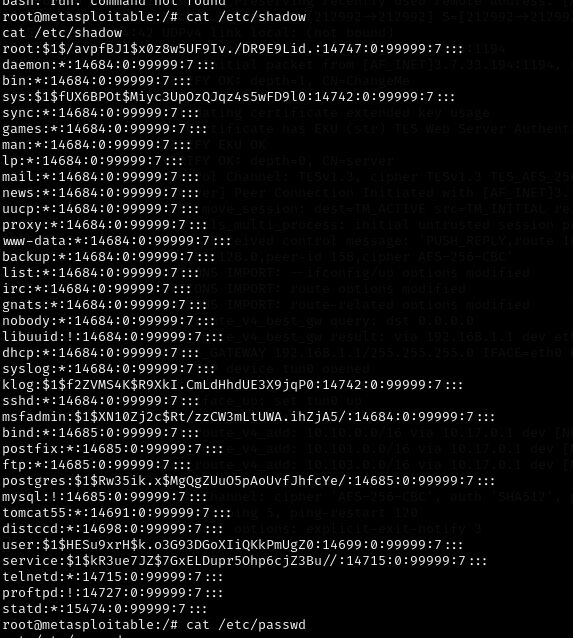 bash: run: command not found
root@metasploitable:/# cat /etc/shadow
cat /etc/shadow
root:$1$/avpfBJ1$x0z8w5UF9Iv./DR9E9Lid.:14747:0:99999:7:::
daemon:*:14684:0:99999:7:::
bin:*:14684:0:99999:7:::
sys:$1$fUX6BPOt$Miyc3UpOzQJqz4s5wFD9l0:14742:0:99999:7:::
sync:*:14684:0:99999:7:::
games:*:14684:0:99999:7:::
man:*:14684:0:99999:7:::
lp:*:14684:0:99999:7:::
mail:*:14684:0:99999:7:::
news:*:14684:0:99999:7:::
uucp:*:14684:0:99999:7:::
proxy:*:14684:0:99999:7:::
www-data:*:14684:0:99999:7:::
backup:*:14684:0:99999:7:::
list:*:14684:0:99999:7:::
irc:*:14684:0:99999:7:::
gnats:*:14684:0:99999:7:::
nobody:*:14684:0:99999:7:::
libuuid:!:14684:0:99999:7:::
dhcp:*:14684:0:99999:7:::
syslog:*:14684:0:99999:7:::
klog:$1$f2ZVMS4K$R9XkI.CmLdHhdUE3X9jqP0:14742:0:99999:7:::
sshd:*:14684:0:99999:7:::
msfadmin:$1$XN10Zj2c$Rt/zzCW3mLtUWA.ihZjA5/:14684:0:99999:7:::
bind:*:14685:0:99999:7:::
postfix:*:14685:0:99999:7:::
ftp:*:14685:0:99999:7:::
postgres:$1$Rw35ik.x$MgQgZUuO5pAoUvfJhfcYe/:14685:0:99999:7:::
mysql:!:14685:0:99999:7:::
tomcat55:*:14691:0:99999:7:::
distccd:*:14698:0:99999:7:::
user:$1$HESu9xrH$k.o3G93DGoXIiQKkPmUgZ0:14699:0:99999:7:::
service:$1$kR3ue7JZ$7GxELDupr5Ohp6cjZ3Bu//:14715:0:99999:7:::
telnetd:*:14715:0:99999:7:::
proftpd:!:14727:0:99999:7:::
statd:*:15474:0:99999:7:::
root@metasploitable:/# cat /etc/passwd